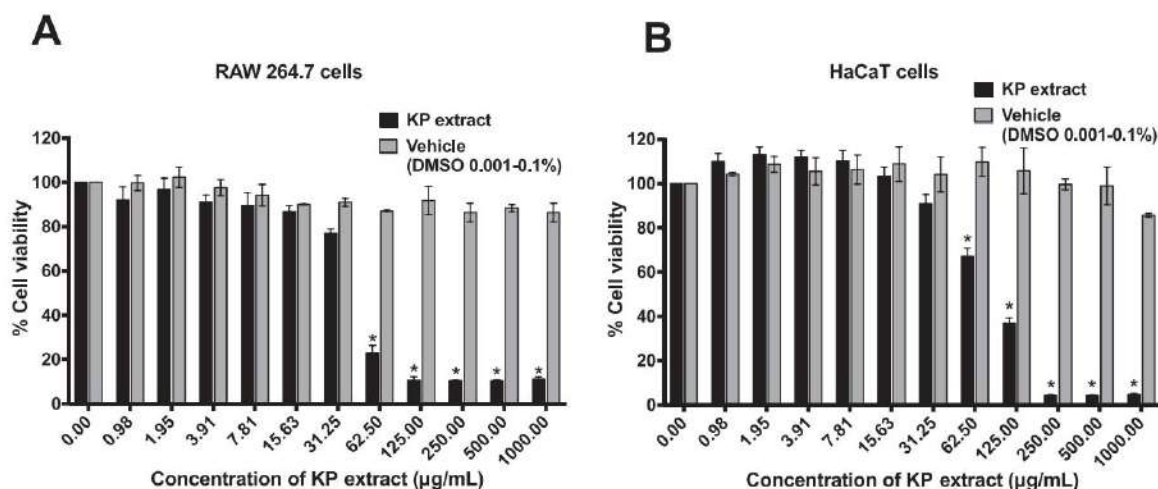 A
RAW 264.7 cells
KP extract
Vehicle
(DMSO 0.001-0.1%)
% Cell viability
120
100
80
60
40
20
0
* * * * *
0.00 0.98 1.95 3.91 7.81 15.63 31.25 62.50 125.00 250.00 500.00 1000.00
Concentration of KP extract (µg/mL)
B
HaCaT cells
KP extract
Vehicle
(DMSO 0.001-0.1%)
% Cell viability
120
100
80
60
40
20
0
* * * * *
0.00 0.98 1.95 3.91 7.81 15.63 31.25 62.50 125.00 250.00 500.00 1000.00
Concentration of KP extract (µg/mL)